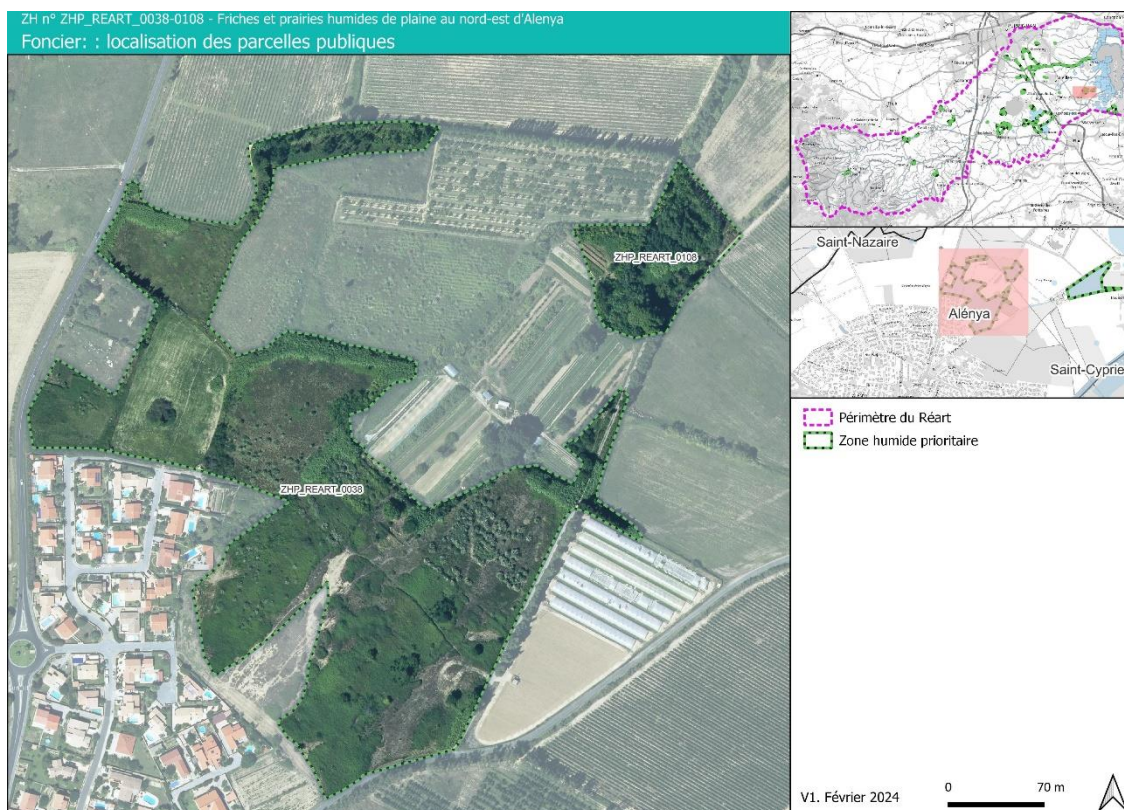 ZH n° ZHP_REART_0038-0108 - Friches et prairies humides de plaine au nord-est d'Alenya
Foncier: : localisation des parcelles publiques
ZHP_REART_0108
ZHP_REART_0038
Saint-Nazaire
Alénya
Saint-Cyprie
Périmètre du Réart
Zone humide prioritaire
V1. Février 2024
0 70 m